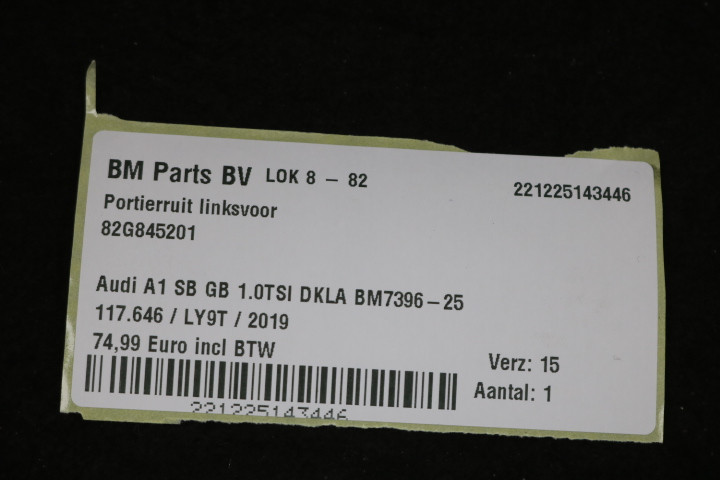 BM Parts BV LOK 8 – 82
221225143446
Portierruit linksvoor
82G845201
Audi A1 SB GB 1.0TSI DKLA BM7396–25
117.646 / LY9T / 2019
74,99 Euro incl BTW
Verz: 15
Aantal: 1
221225143446